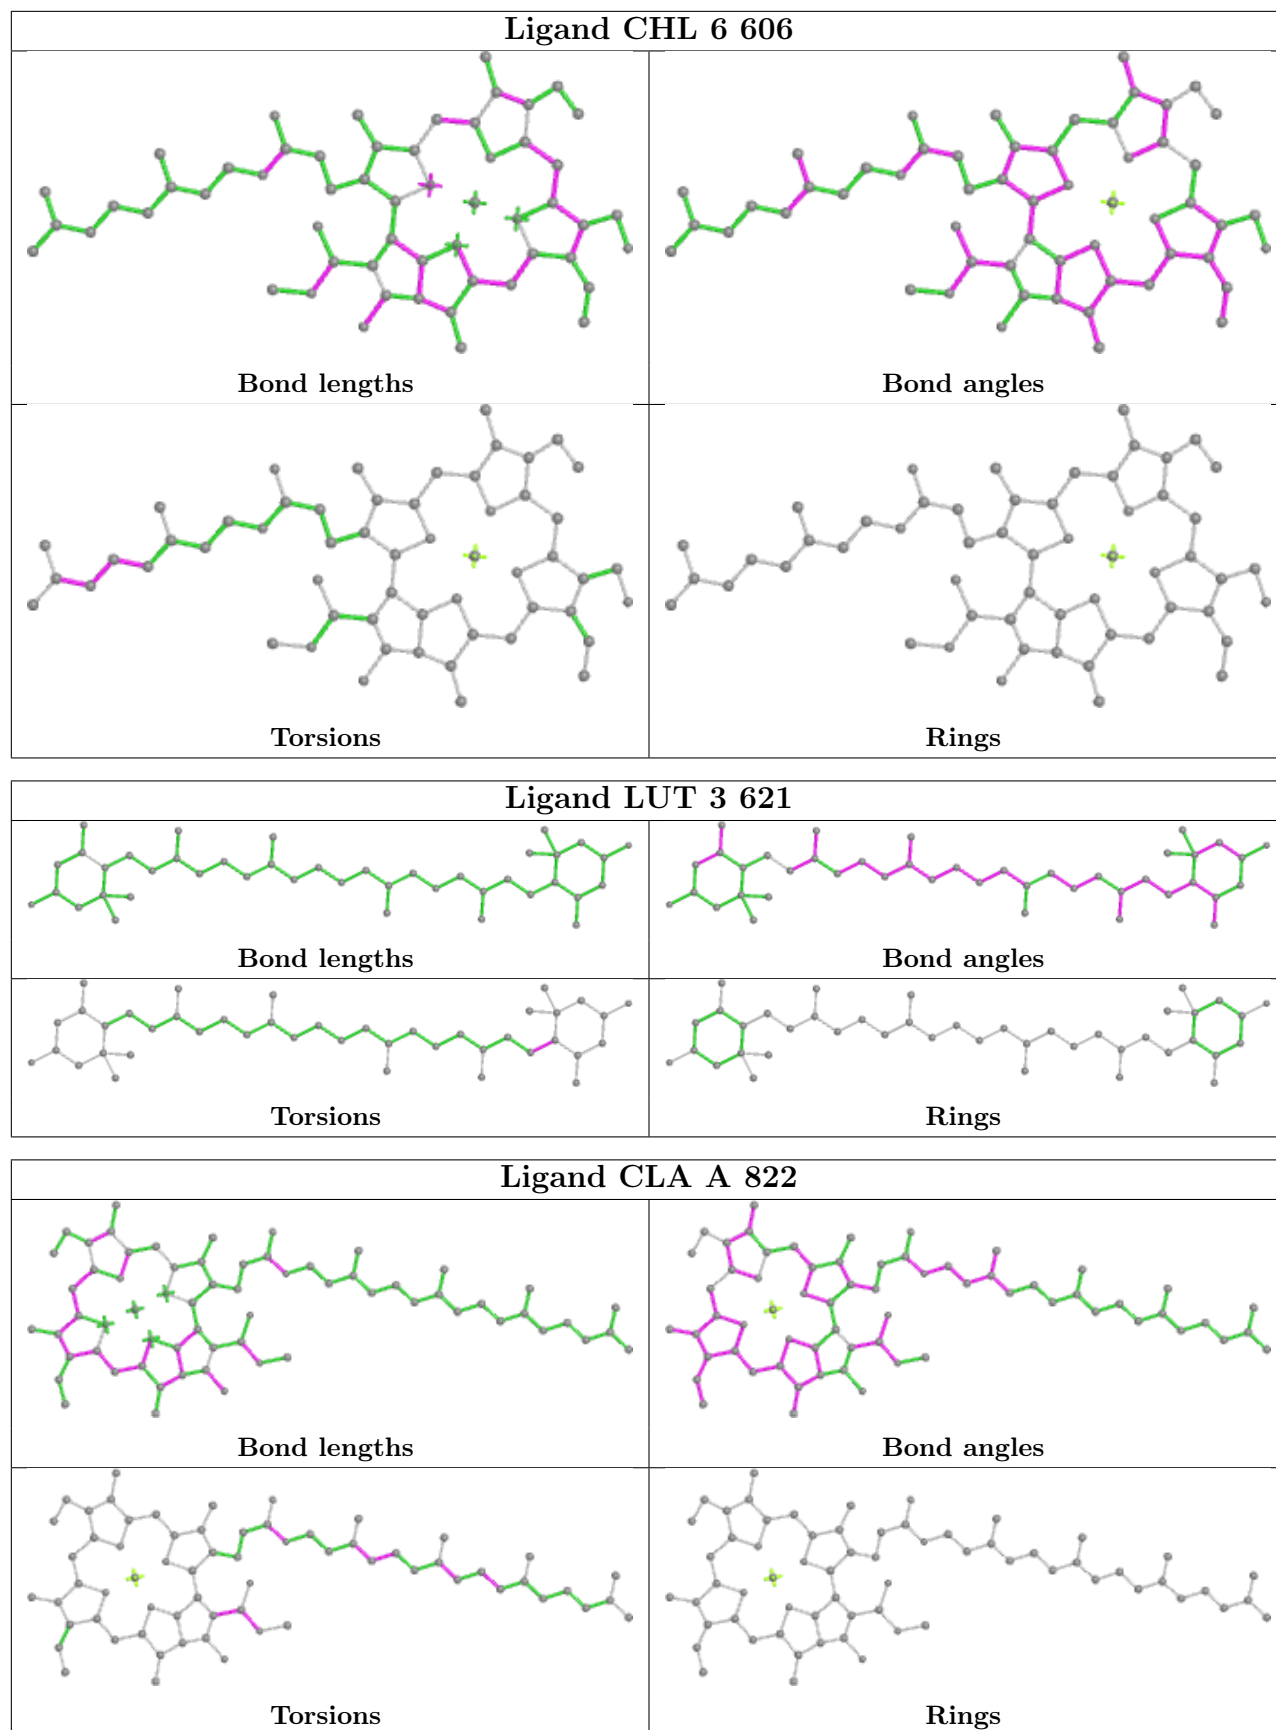 Ligand CHL 6 606
Bond lengths
Bond angles
Torsions
Rings
Ligand LUT 3 621
Bond lengths
Bond angles
Torsions
Rings
Ligand CLA A 822
Bond lengths
Bond angles
Torsions
Rings